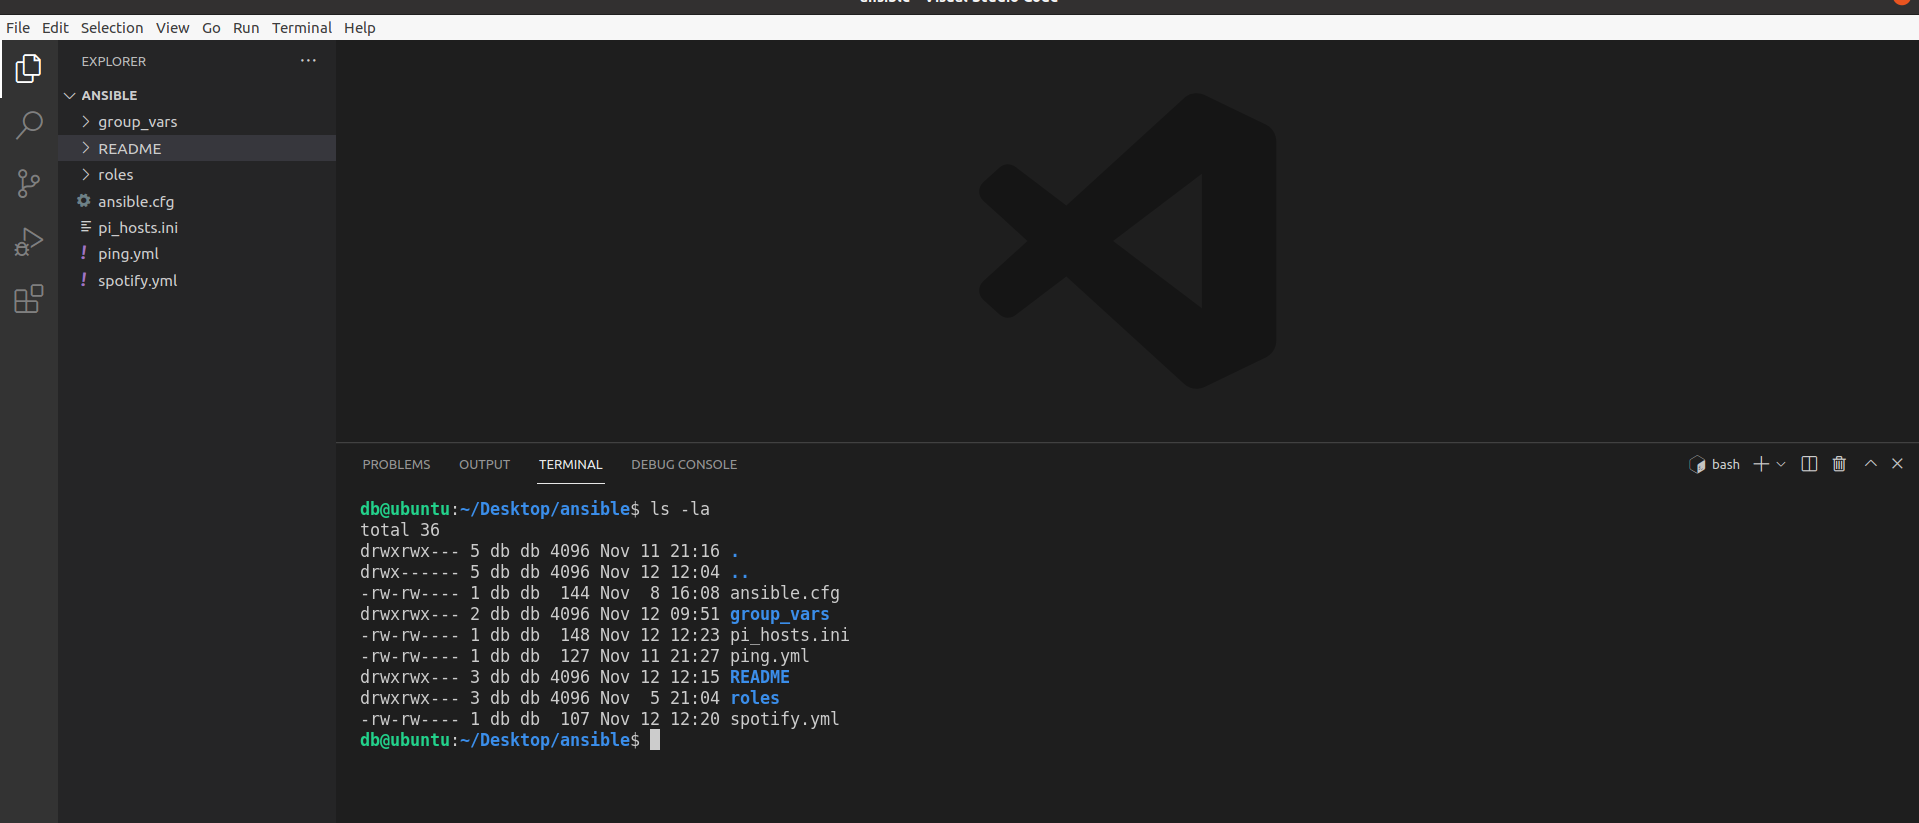 ansible - Visual Studio Code
File Edit Selection View Go Run Terminal Help
EXPLORER ···
ANSIBLE
group_vars
README
roles
ansible.cfg
pi_hosts.ini
! ping.yml
! spotify.yml
PROBLEMS OUTPUT TERMINAL DEBUG CONSOLE
bash
db@ubuntu:~/Desktop/ansible$ ls -la
total 36
drwxrwx--- 5 db db 4096 Nov 11 21:16 .
drwx------ 5 db db 4096 Nov 12 12:04 ..
-rw-rw---- 1 db db  144 Nov  8 16:08 ansible.cfg
drwxrwx--- 2 db db 4096 Nov 12 09:51 group_vars
-rw-rw---- 1 db db  148 Nov 12 12:23 pi_hosts.ini
-rw-rw---- 1 db db  127 Nov 11 21:27 ping.yml
drwxrwx--- 3 db db 4096 Nov 12 12:15 README
drwxrwx--- 3 db db 4096 Nov  5 21:04 roles
-rw-rw---- 1 db db  107 Nov 12 12:20 spotify.yml
db@ubuntu:~/Desktop/ansible$